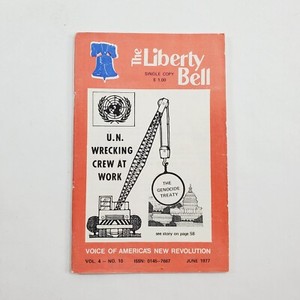 The Liberty Bell
SINGLE COPY
$ 1.00
U.N.
WRECKING
CREW AT
WORK
THE
GENOCIDE
TREATY
see story on page 58
VOICE OF AMERICA'S NEW REVOLUTION
VOL. 4 — NO. 10 ISSN: 0145-7667 JUNE 1977